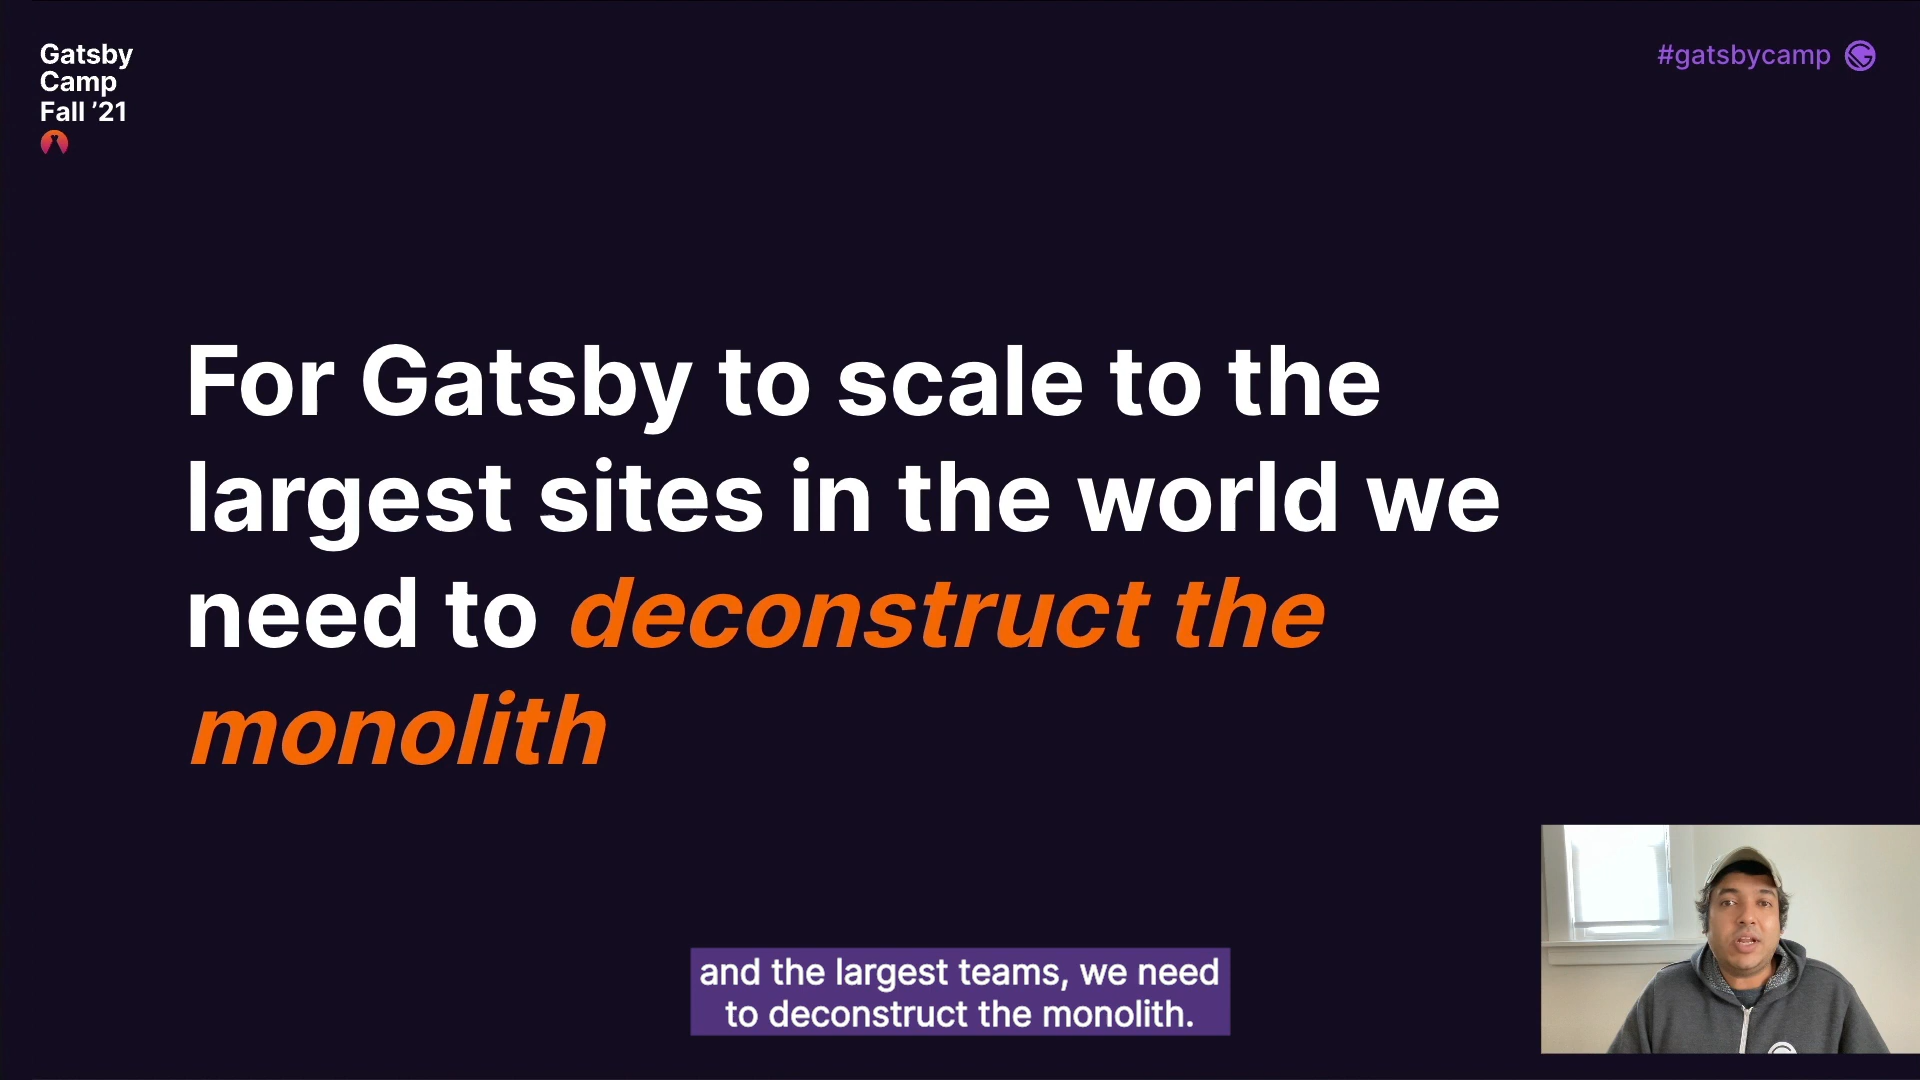 Gatsby
Camp
Fall ’21
#gatsbycamp
For Gatsby to scale to the
largest sites in the world we
need to deconstruct the
monolith
and the largest teams, we need
to deconstruct the monolith.